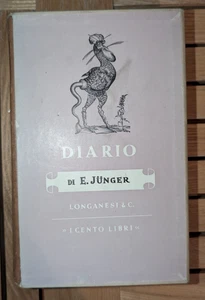 DIARIO
DI E. JÜNGER
LONGANESI & C.
« I CENTO LIBRI »